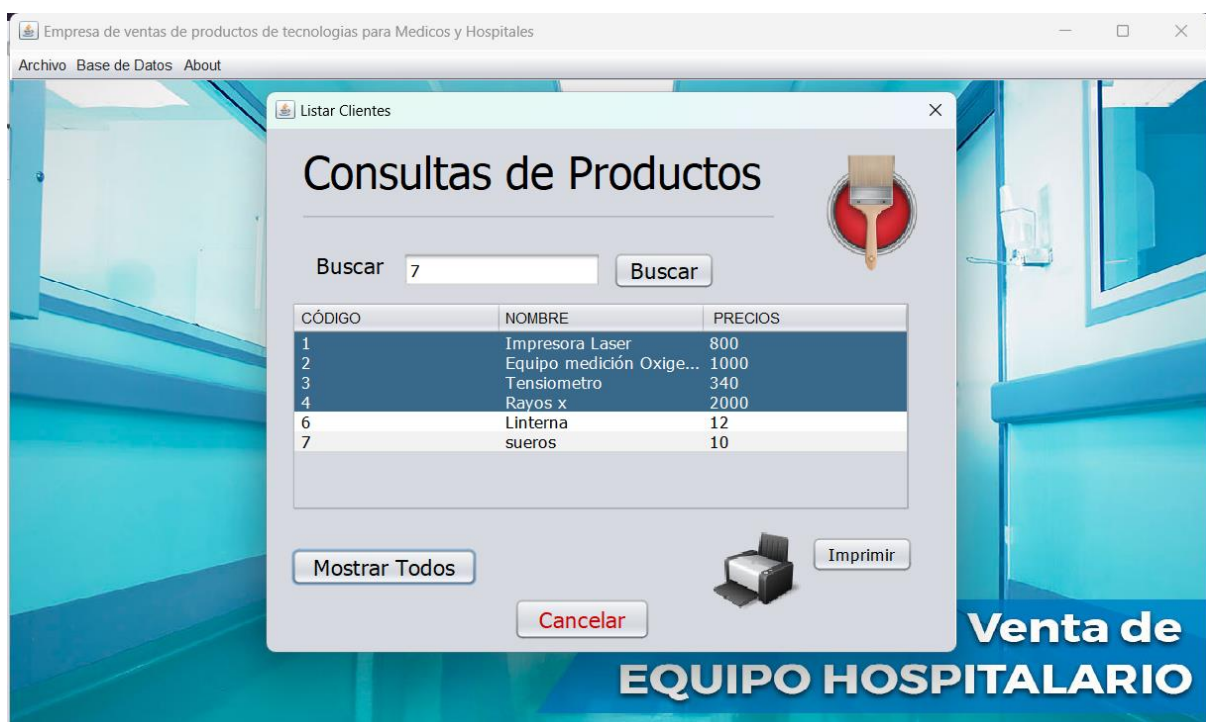 Empresa de ventas de productos de tecnologias para Medicos y Hospitales
Archivo Base de Datos About
Listar Clientes
Consultas de Productos
Buscar 7 Buscar
CÓDIGO NOMBRE PRECIOS
1 Impresora Laser 800
2 Equipo medición Oxige... 1000
3 Tensiometro 340
4 Rayos x 2000
6 Linterna 12
7 sueros 10
Mostrar Todos Imprimir
Cancelar
Venta de
EQUIPO HOSPITALARIO